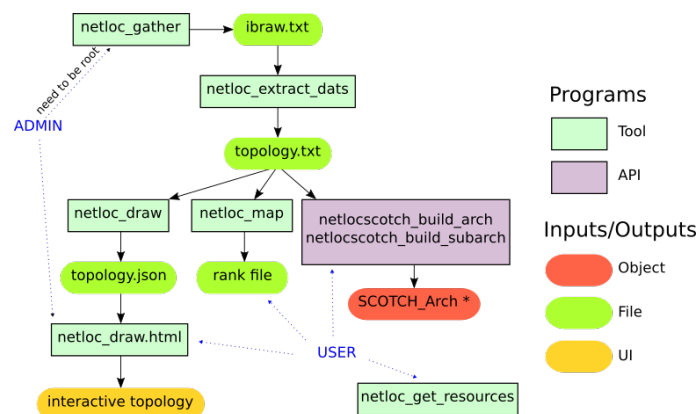 netloc_gather
ibraw.txt
need to be root
netloc_extract_dats
ADMIN
topology.txt
netloc_draw
netloc_map
netlocscotch_build_arch
netlocscotch_build_subarch
topology.json
rank file
SCOTCH_Arch *
netloc_draw.html
USER
interactive topology
netloc_get_resources
Programs
Tool
API
Inputs/Outputs
Object
File
UI